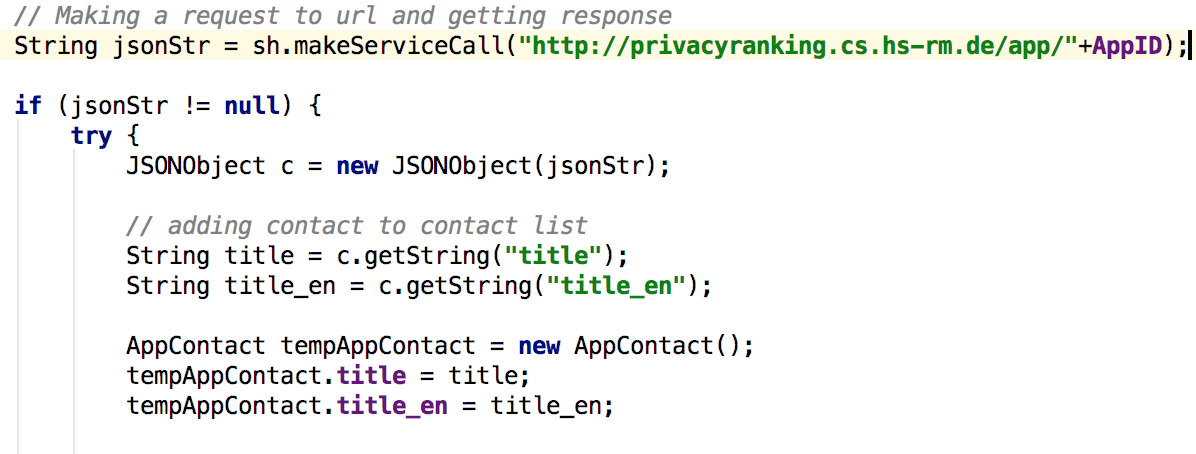 // Making a request to url and getting response
String jsonStr = sh.makeServiceCall("http://privacyranking.cs.hs-rm.de/app/"+AppID);
if (jsonStr != null) {
try {
JSONObject c = new JSONObject(jsonStr);
// adding contact to contact list
String title = c.getString("title");
String title_en = c.getString("title_en");
AppContact tempAppContact = new AppContact();
tempAppContact.title = title;
tempAppContact.title_en = title_en;